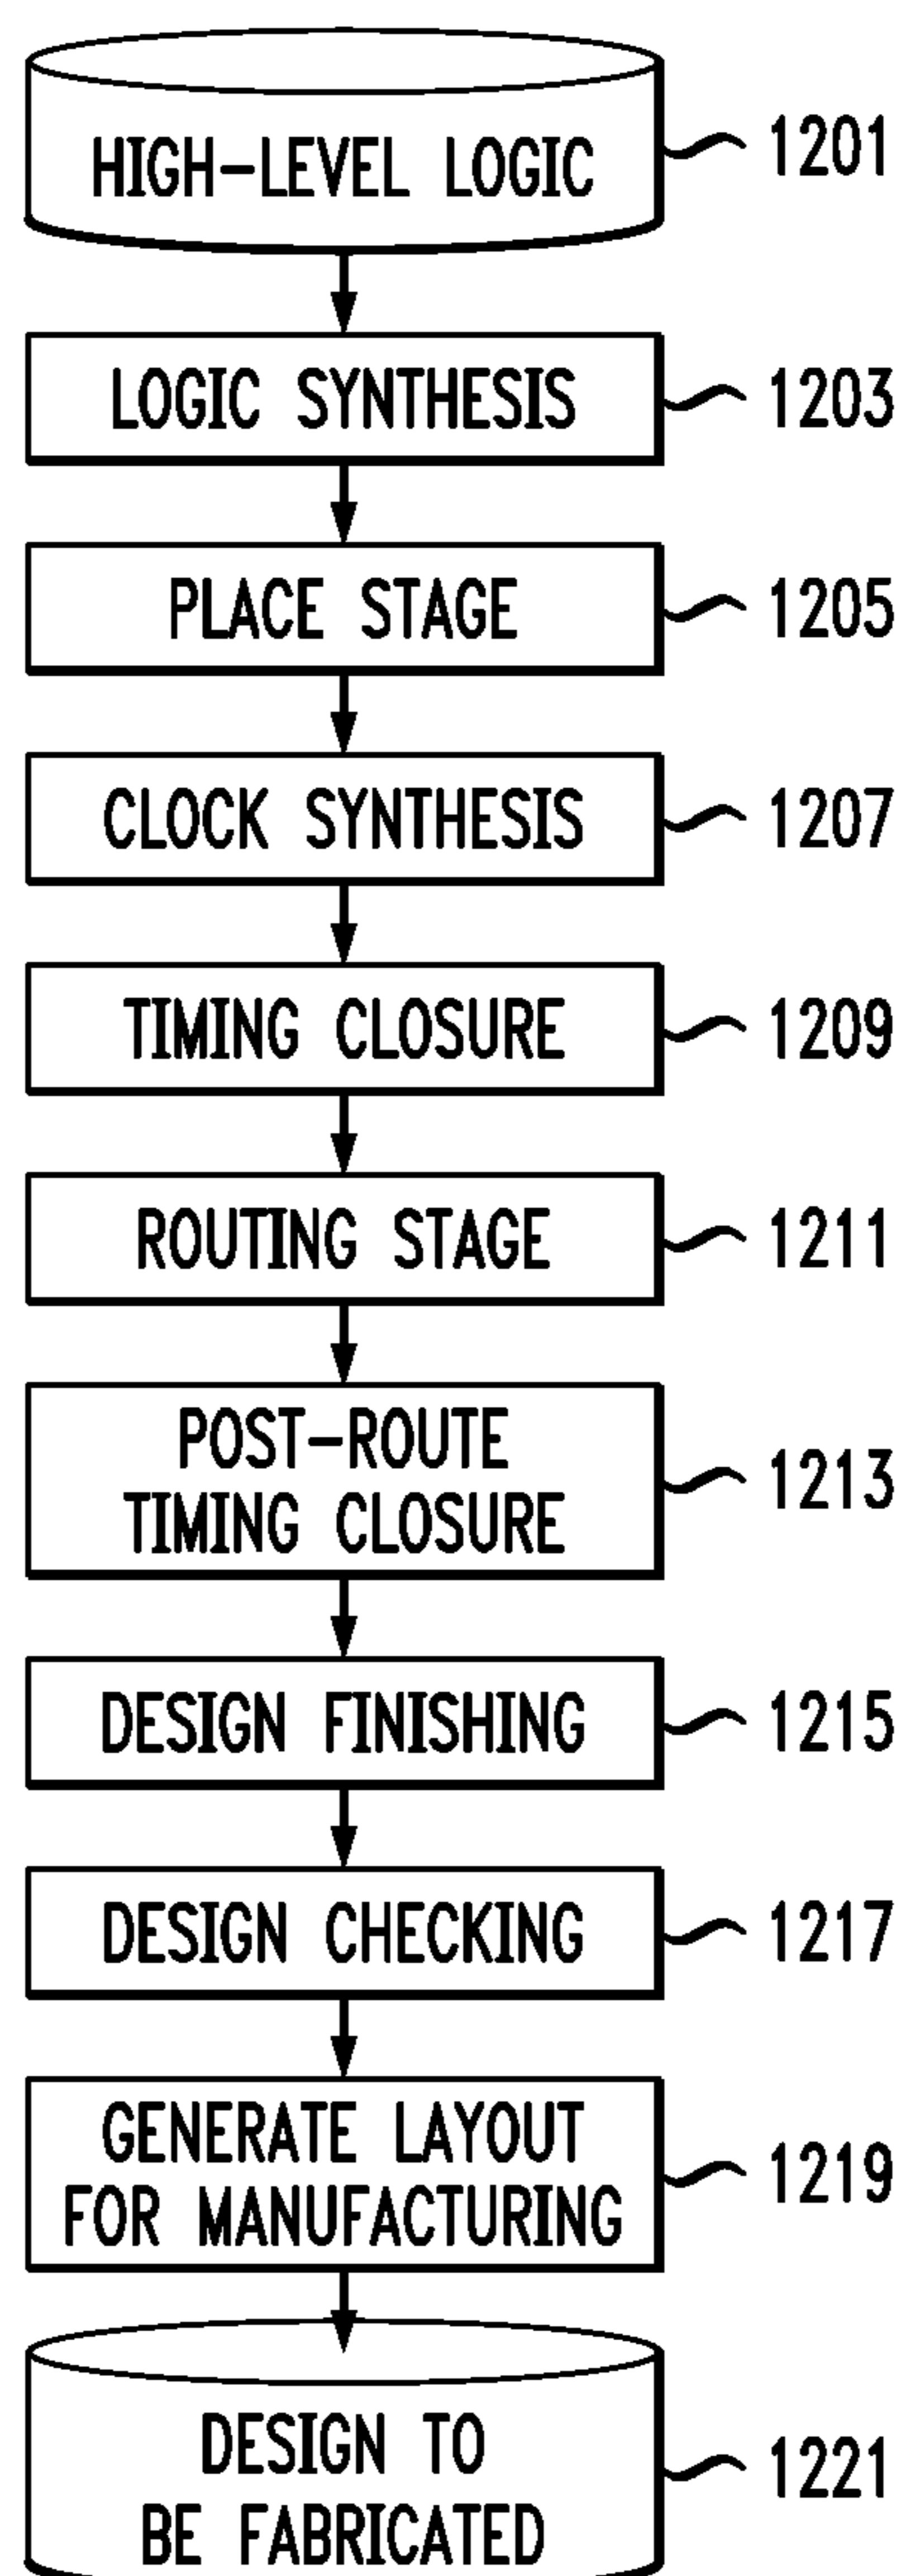 HIGH-LEVEL LOGIC
1201
LOGIC SYNTHESIS
1203
PLACE STAGE
1205
CLOCK SYNTHESIS
1207
TIMING CLOSURE
1209
ROUTING STAGE
1211
POST-ROUTE
TIMING CLOSURE
1213
DESIGN FINISHING
1215
DESIGN CHECKING
1217
GENERATE LAYOUT
FOR MANUFACTURING
1219
DESIGN TO
BE FABRICATED
1221